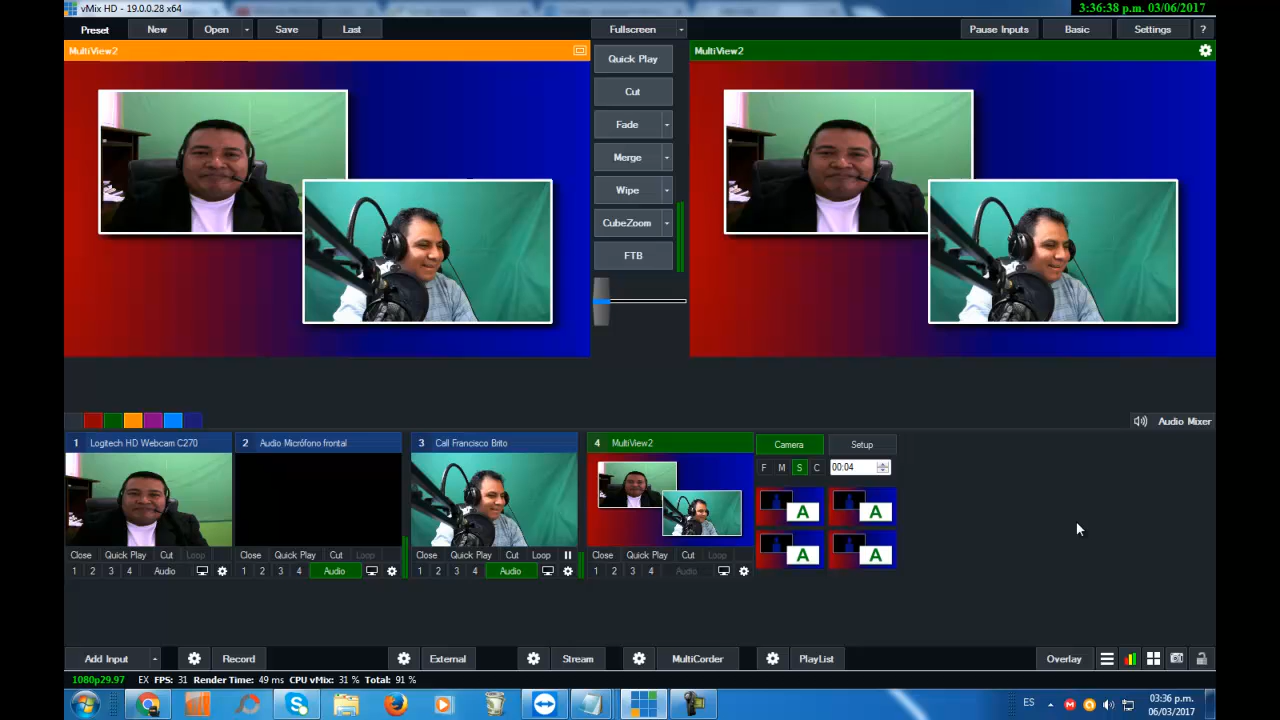 vMix HD - 19.0.0.28 x64
3:36:38 p.m. 03/06/2017
Preset New Open Save Last Fullscreen Pause Inputs Basic Settings ?
MultiView2
MultiView2
Quick Play
Cut
Fade
Merge
Wipe
CubeZoom
FTB
Audio Mixer
1 Logitech HD Webcam C270 2 Audio Micrófono frontal 3 Call Francisco Brito 4 MultiView2 Camera Setup
F M S C 00:04
A A
A A
Close Quick Play Cut Loop Close Quick Play Cut Loop Close Quick Play Cut Loop Close Quick Play Cut Loop
1 2 3 4 Audio 1 2 3 4 Audio 1 2 3 4 Audio 1 2 3 4 Audio
Add Input Record External Stream MultiCorder PlayList Overlay
1080p29.97 EX FPS: 31 Render Time: 49 ms CPU vMix: 31 % Total: 91 %
ES 03:36 p.m.
06/03/2017